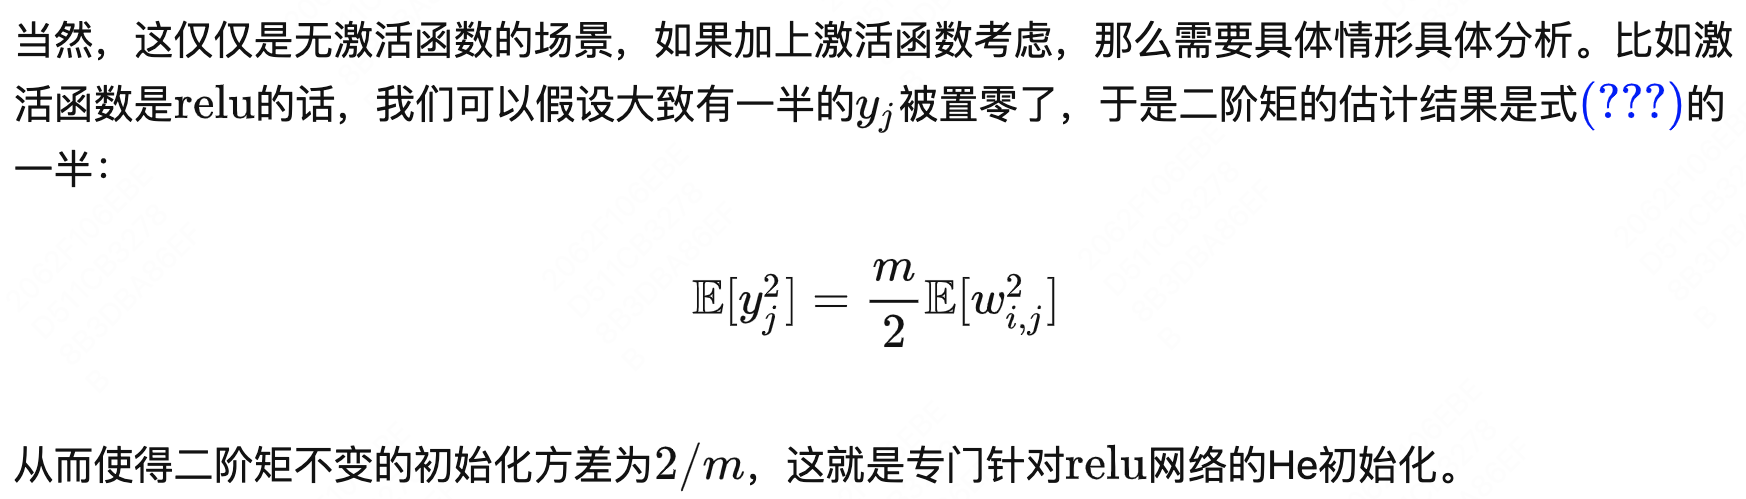 当然，这仅仅是无激活函数的场景，如果加上激活函数考虑，那么需要具体情形具体分析。比如激
活函数是relu的话，我们可以假设大致有一半的y_j被置零了，于是二阶矩的估计结果是式(???)的
一半：
𝔼[y_j^2] = \frac{m}{2}𝔼[w_{i,j}^2]
从而使得二阶矩不变的初始化方差为2/m，这就是专门针对relu网络的He初始化。